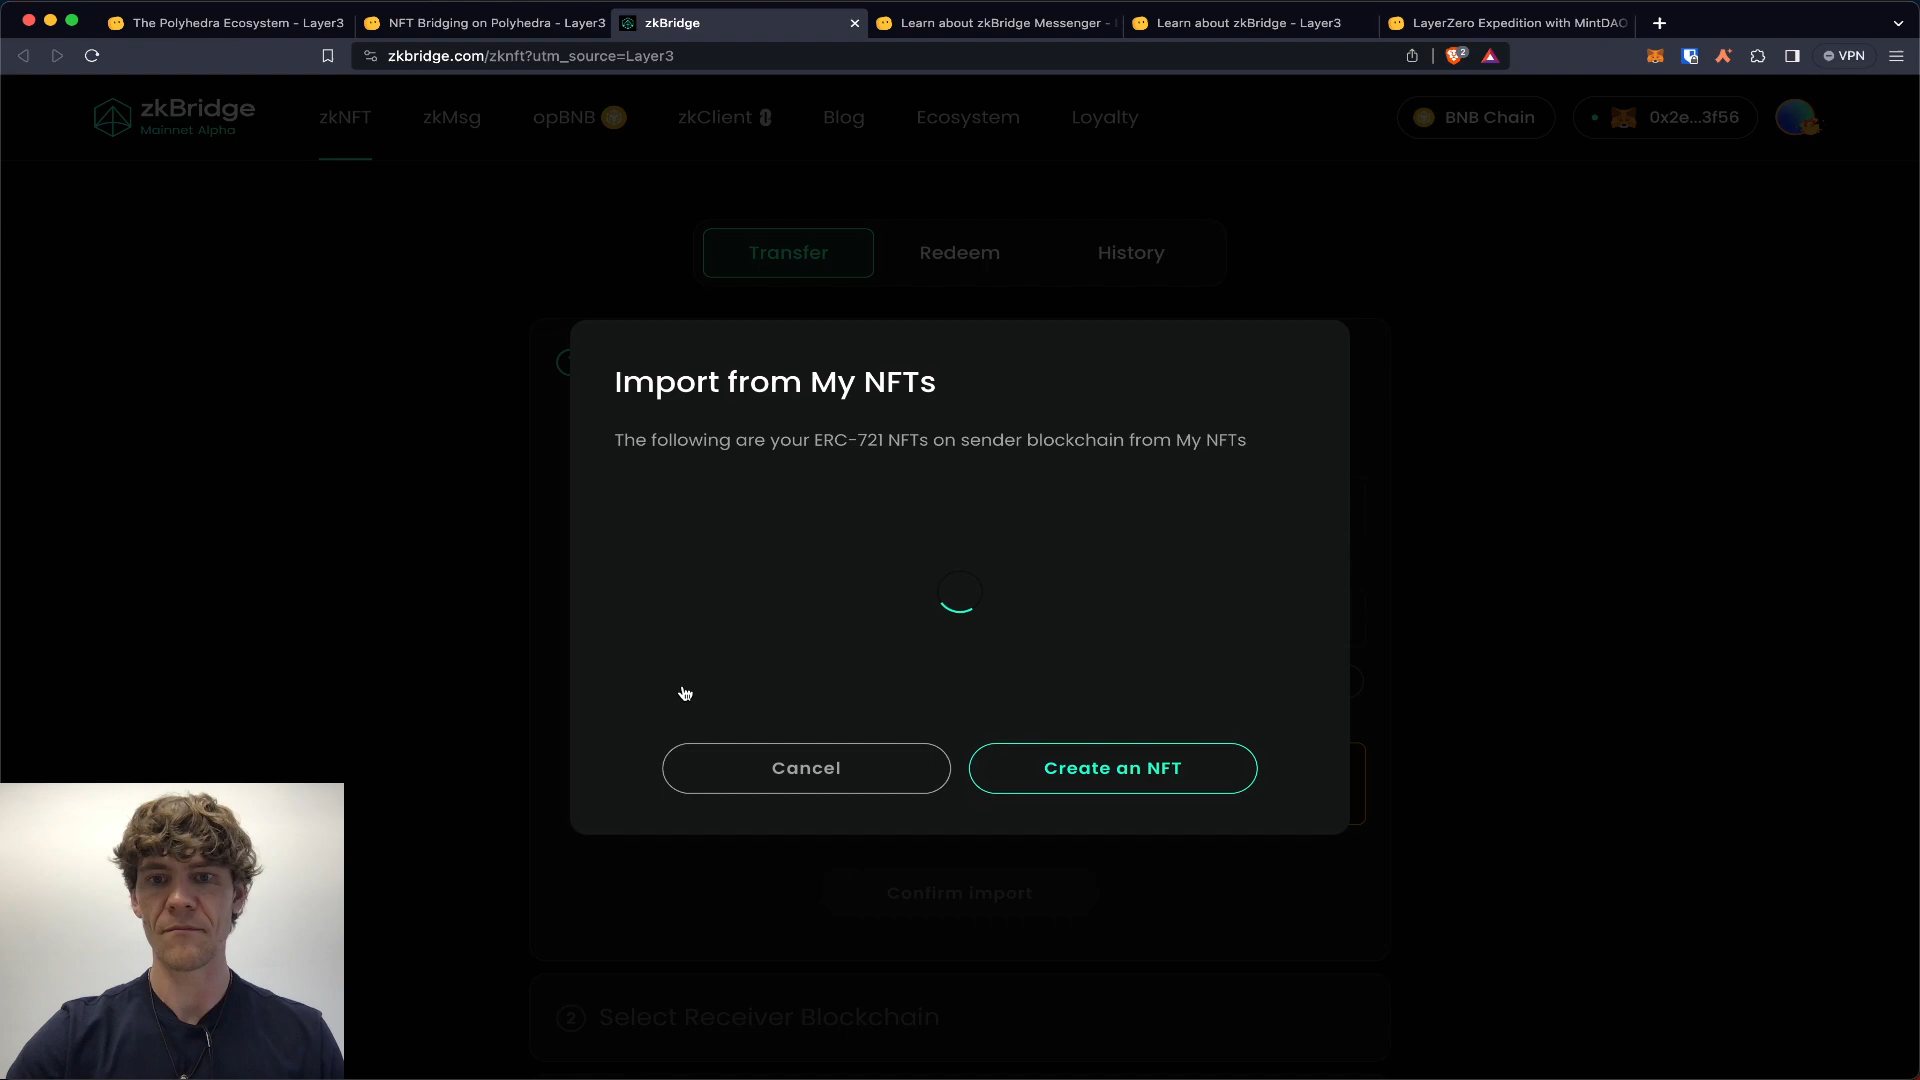 The Polyhedra Ecosystem - Layer3
NFT Bridging on Polyhedra - Layer3
zkBridge
Learn about zkBridge Messenger -
Learn about zkBridge - Layer3
LayerZero Expedition with MintDAO
zkbridge.com/zknft?utm_source=Layer3
2
VPN
zkBridge
Mainnet Alpha
zkNFT
zkMsg
opBNB
zkClient
Blog
Ecosystem
Loyalty
BNB Chain
0x2e...3f56
Transfer
Redeem
History
Import from My NFTs
The following are your ERC-721 NFTs on sender blockchain from My NFTs
Cancel
Create an NFT
Confirm import
2 Select Receiver Blockchain